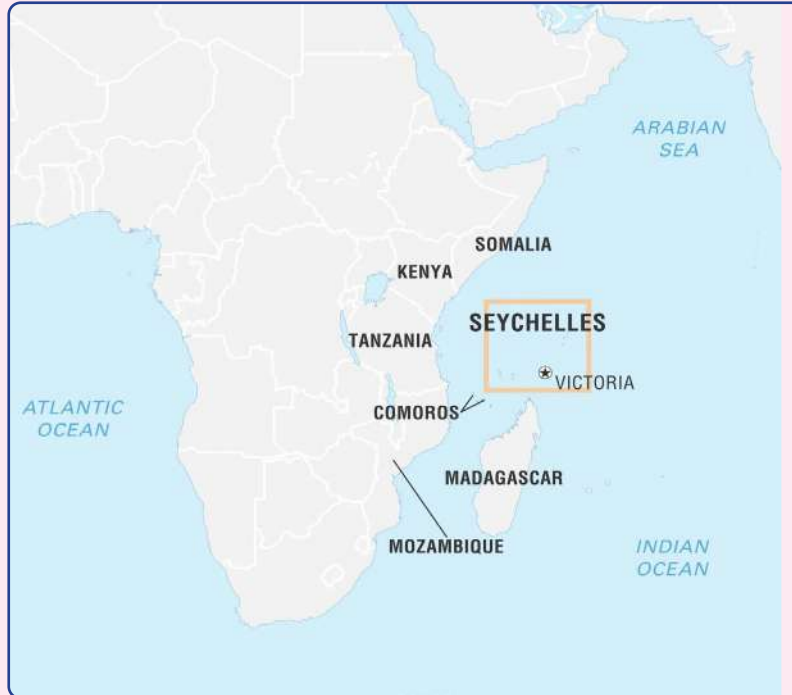 ARABIAN
SEA
SOMALIA
KENYA
SEYCHELLES
TANZANIA
VICTORIA
ATLANTIC
OCEAN
COMOROS
MADAGASCAR
MOZAMBIQUE
INDIAN
OCEAN